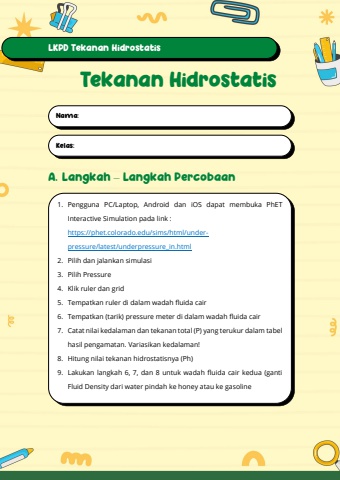 LKPD Tekanan Hidrostatis
Tekanan Hidrostatis
Nama:
Kelas:
A. Langkah – Langkah Percobaan
1. Pengguna PC/Laptop, Android dan iOS dapat membuka PhET
Interactive Simulation pada link :
https://phet.colorado.edu/sims/html/under-
pressure/latest/underpressure_in.html
2. Pilih dan jalankan simulasi
3. Pilih Pressure
4. Klik ruler dan grid
5. Tempatkan ruler di dalam wadah fluida cair
6. Tempatkan (tarik) pressure meter di dalam wadah fluida cair
7. Catat nilai kedalaman dan tekanan total (P) yang terukur dalam tabel
hasil pengamatan. Variasikan kedalaman!
8. Hitung nilai tekanan hidrostatisnya (Ph)
9. Lakukan langkah 6, 7, dan 8 untuk wadah fluida cair kedua (ganti
Fluid Density dari water pindah ke honey atau ke gasoline